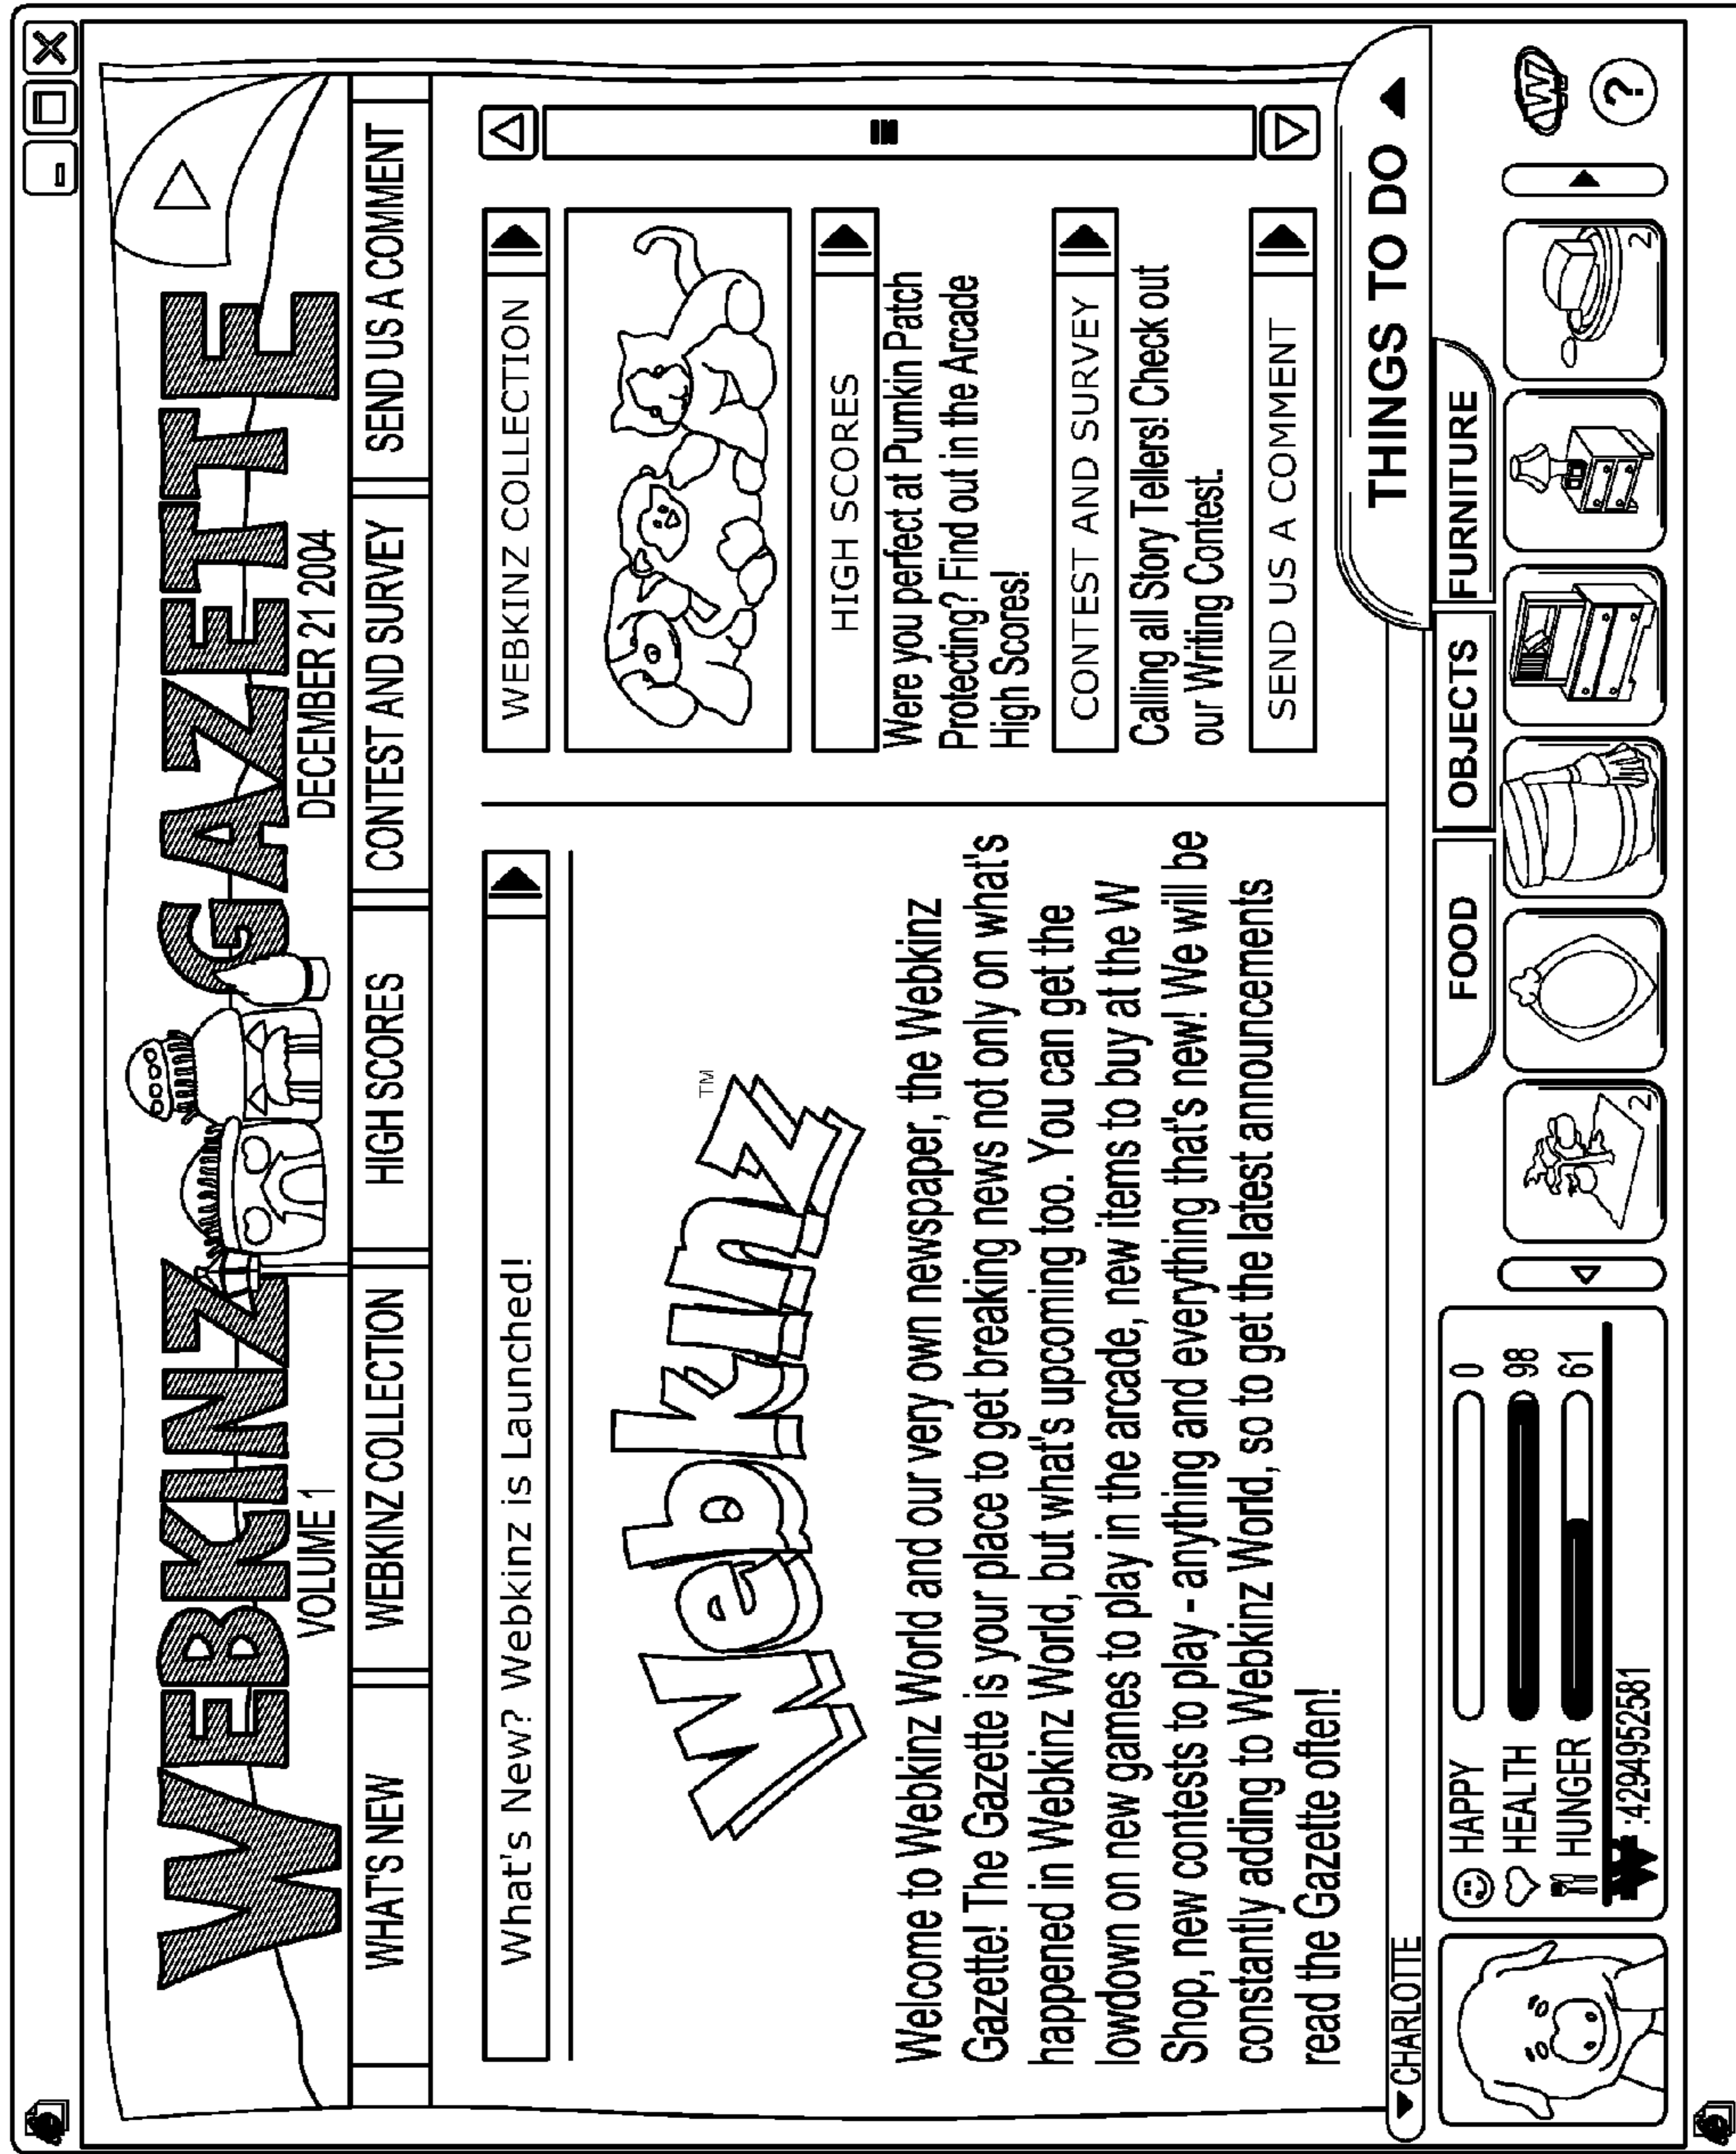 WEBKINZ GAZETTE
VOLUME 1
DECEMBER 21 2004
WHAT'S NEW
WEBKINZ COLLECTION
HIGH SCORES
CONTEST AND SURVEY
SEND US A COMMENT
What's New? Webkinz is Launched!
Webkinz™
Welcome to Webkinz World and our very own newspaper, the Webkinz
Gazette! The Gazette is your place to get breaking news not only on what's
happened in Webkinz World, but what's upcoming too. You can get the
lowdown on new games to play in the arcade, new items to buy at the W
Shop, new contests to play - anything and everything that's new! We will be
constantly adding to Webkinz World, so to get the latest announcements
read the Gazette often!
WEBKINZ COLLECTION
HIGH SCORES
Were you perfect at Pumkin Patch
Protecting? Find out in the Arcade
High Scores!
CONTEST AND SURVEY
Calling all Story Tellers! Check out
our Writing Contest.
SEND US A COMMENT
THINGS TO DO
CHARLOTTE
HAPPY 0
HEALTH 98
HUNGER 61
W :4294952581
FOOD
OBJECTS
FURNITURE
2
2
W
?